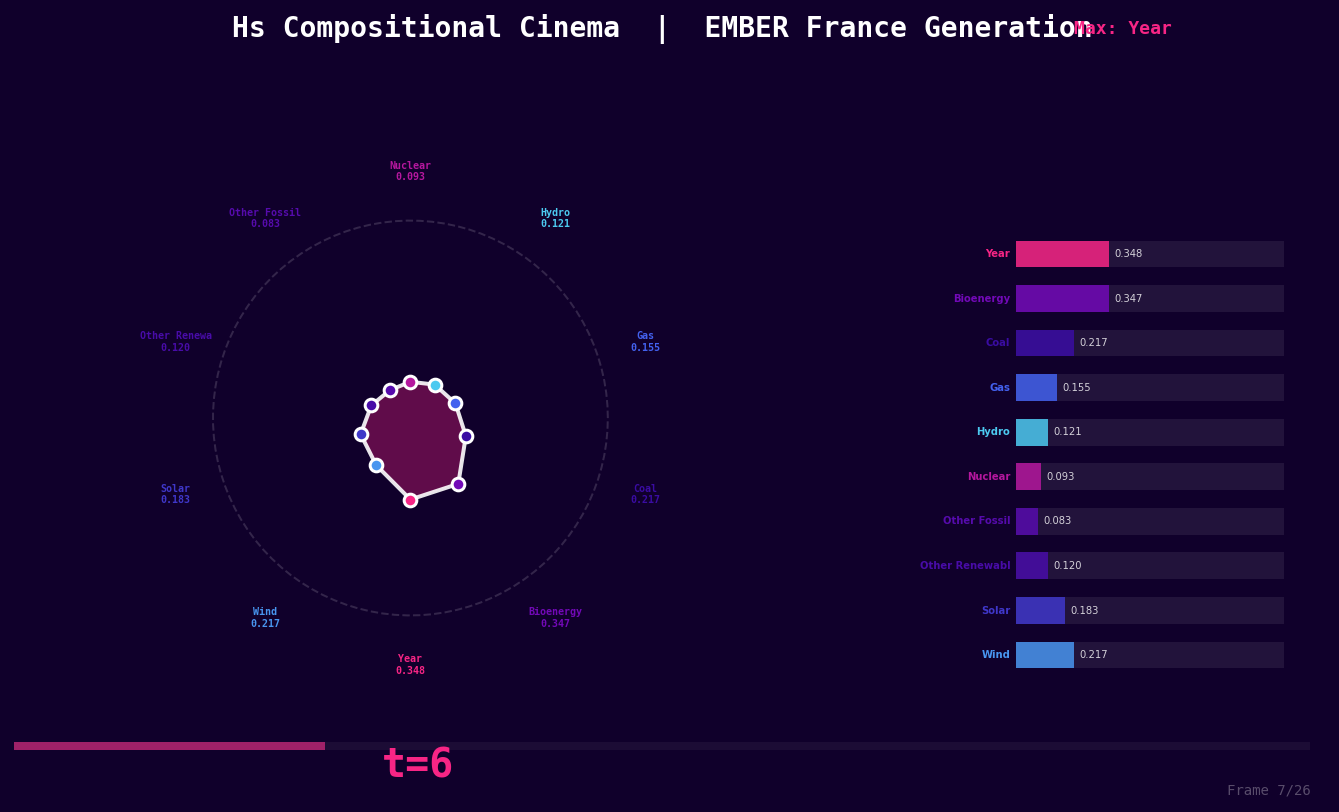 Hs Compositional Cinema | EMBER France Generation
Max: Year
Nuclear
0.093
Other Fossil
0.083
Hydro
0.121
Other Renewa
0.120
Gas
0.155
Solar
0.183
Coal
0.217
Wind
0.217
Bioenergy
0.347
Year
0.348
Year 0.348
Bioenergy 0.347
Coal 0.217
Gas 0.155
Hydro 0.121
Nuclear 0.093
Other Fossil 0.083
Other Renewabl 0.120
Solar 0.183
Wind 0.217
t=6
Frame 7/26